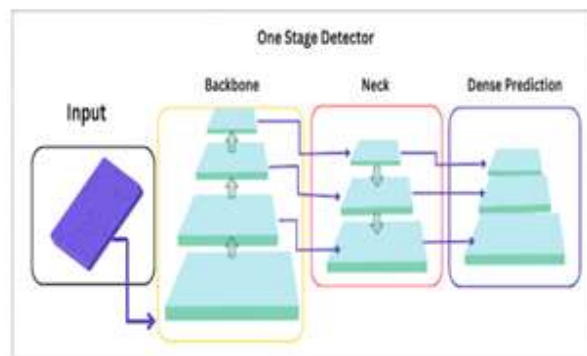 One Stage Detector
Input
Backbone
Neck
Dense Prediction